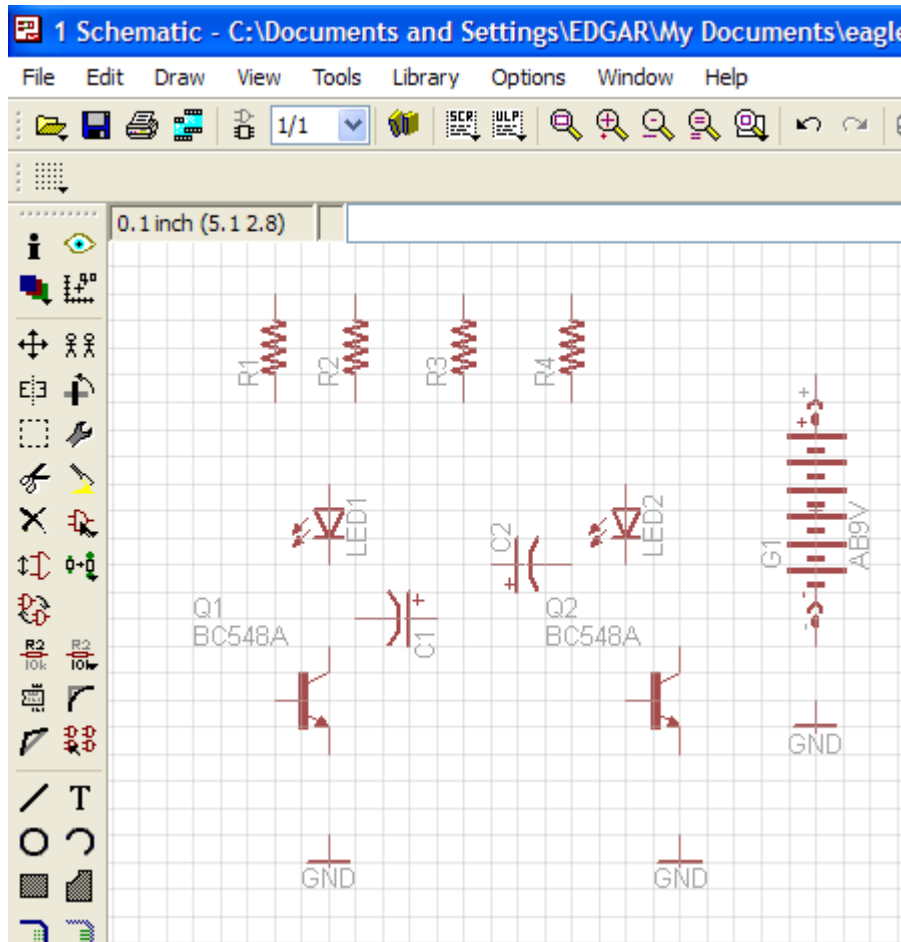 1 Schematic - C:\Documents and Settings\EDGAR\My Documents\eagle
File Edit Draw View Tools Library Options Window Help
1/1 SCR ULP
0.1 inch (5.1 2.8)
R1 R2 R3 R4
LED1 C2 LED2 G1 AB9V
Q1 C1 Q2
BC548A BC548A
R2 R2
10k 10k
GND
T
GND GND